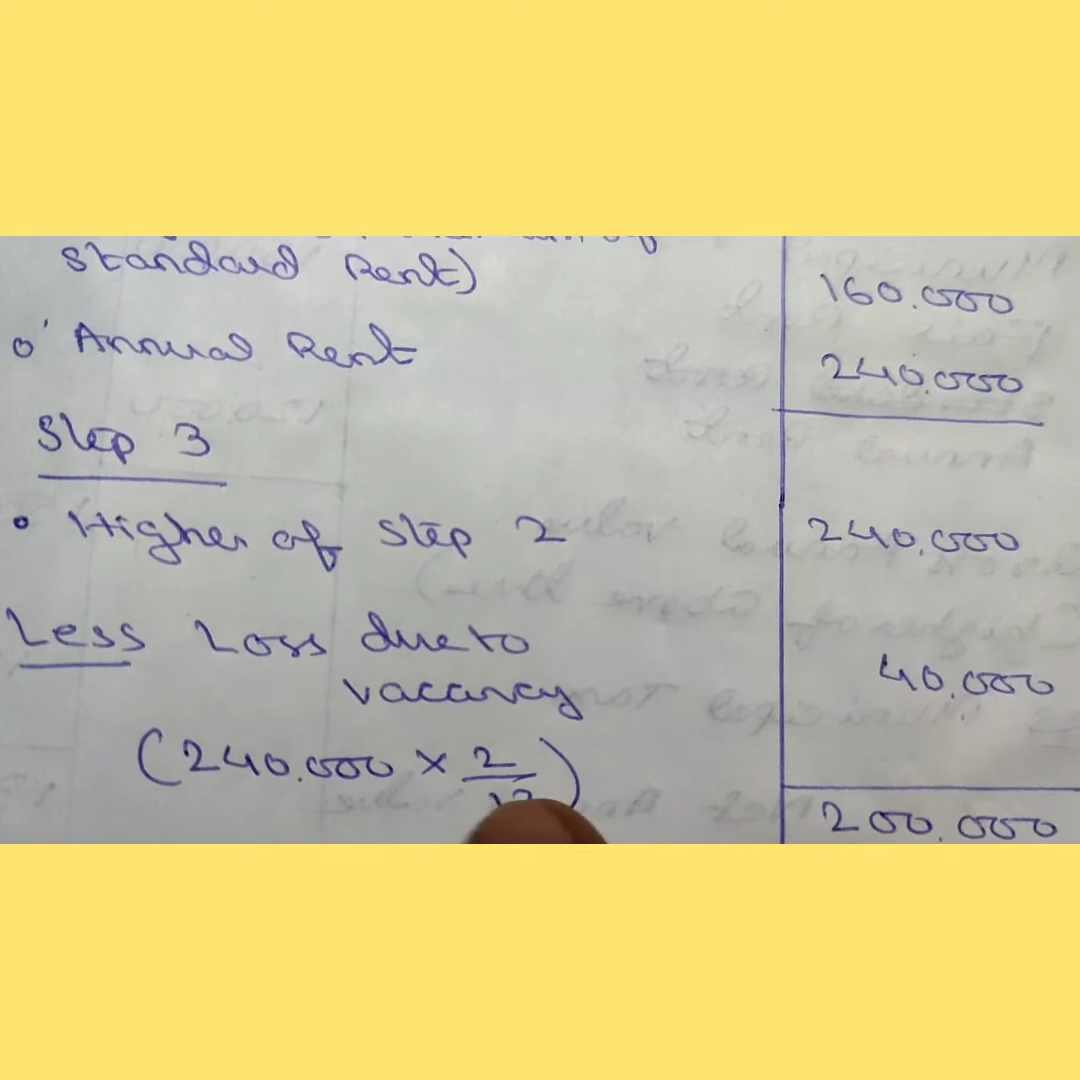 Standard Rent)
160.000
Annual Rent
240.000
Step 3
• Higher of Step 2
240.000
Less Loss due to
vacancy
40.000
(240.000 × 2/12)
200.000